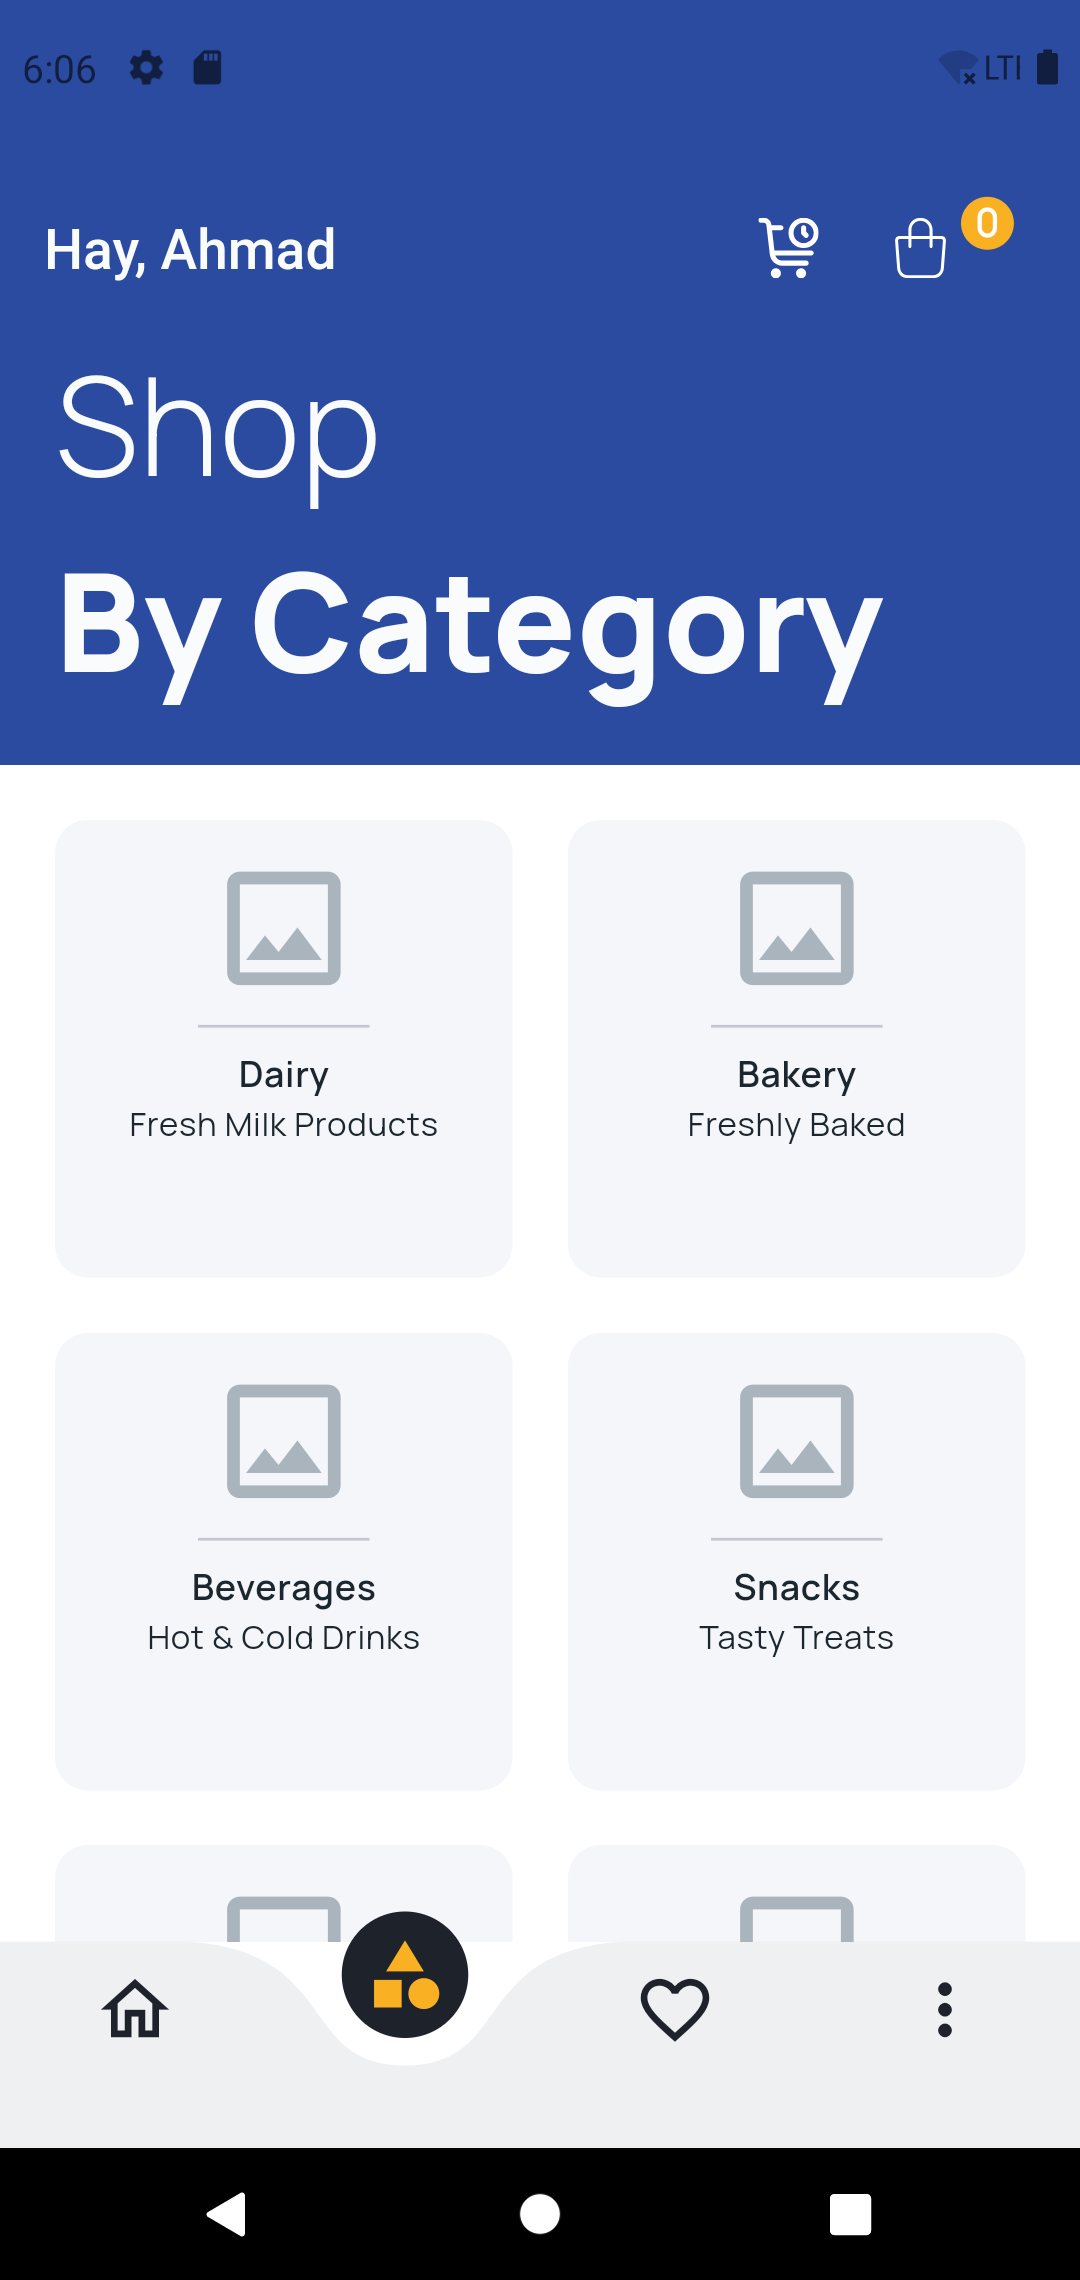 6:06
LTI
Hay, Ahmad
0
Shop
By Category
Dairy
Fresh Milk Products
Bakery
Freshly Baked
Beverages
Hot & Cold Drinks
Snacks
Tasty Treats